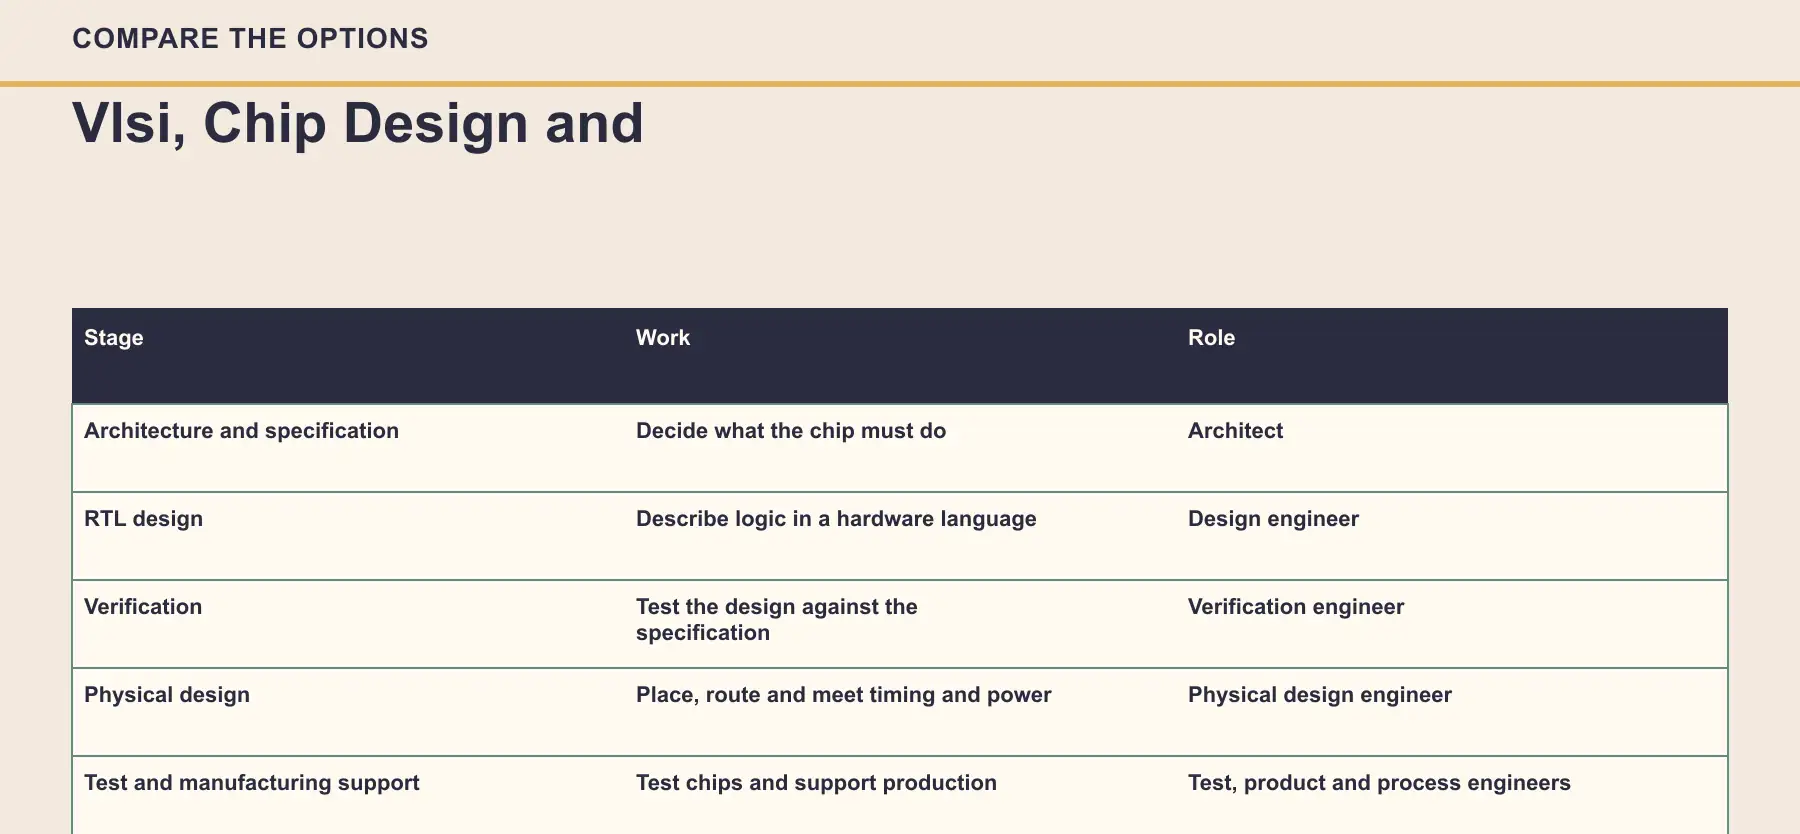 COMPARE THE OPTIONS
Vlsi, Chip Design and
Stage Work Role
Architecture and specification Decide what the chip must do Architect
RTL design Describe logic in a hardware language Design engineer
Verification Test the design against the specification Verification engineer
Physical design Place, route and meet timing and power Physical design engineer
Test and manufacturing support Test chips and support production Test, product and process engineers